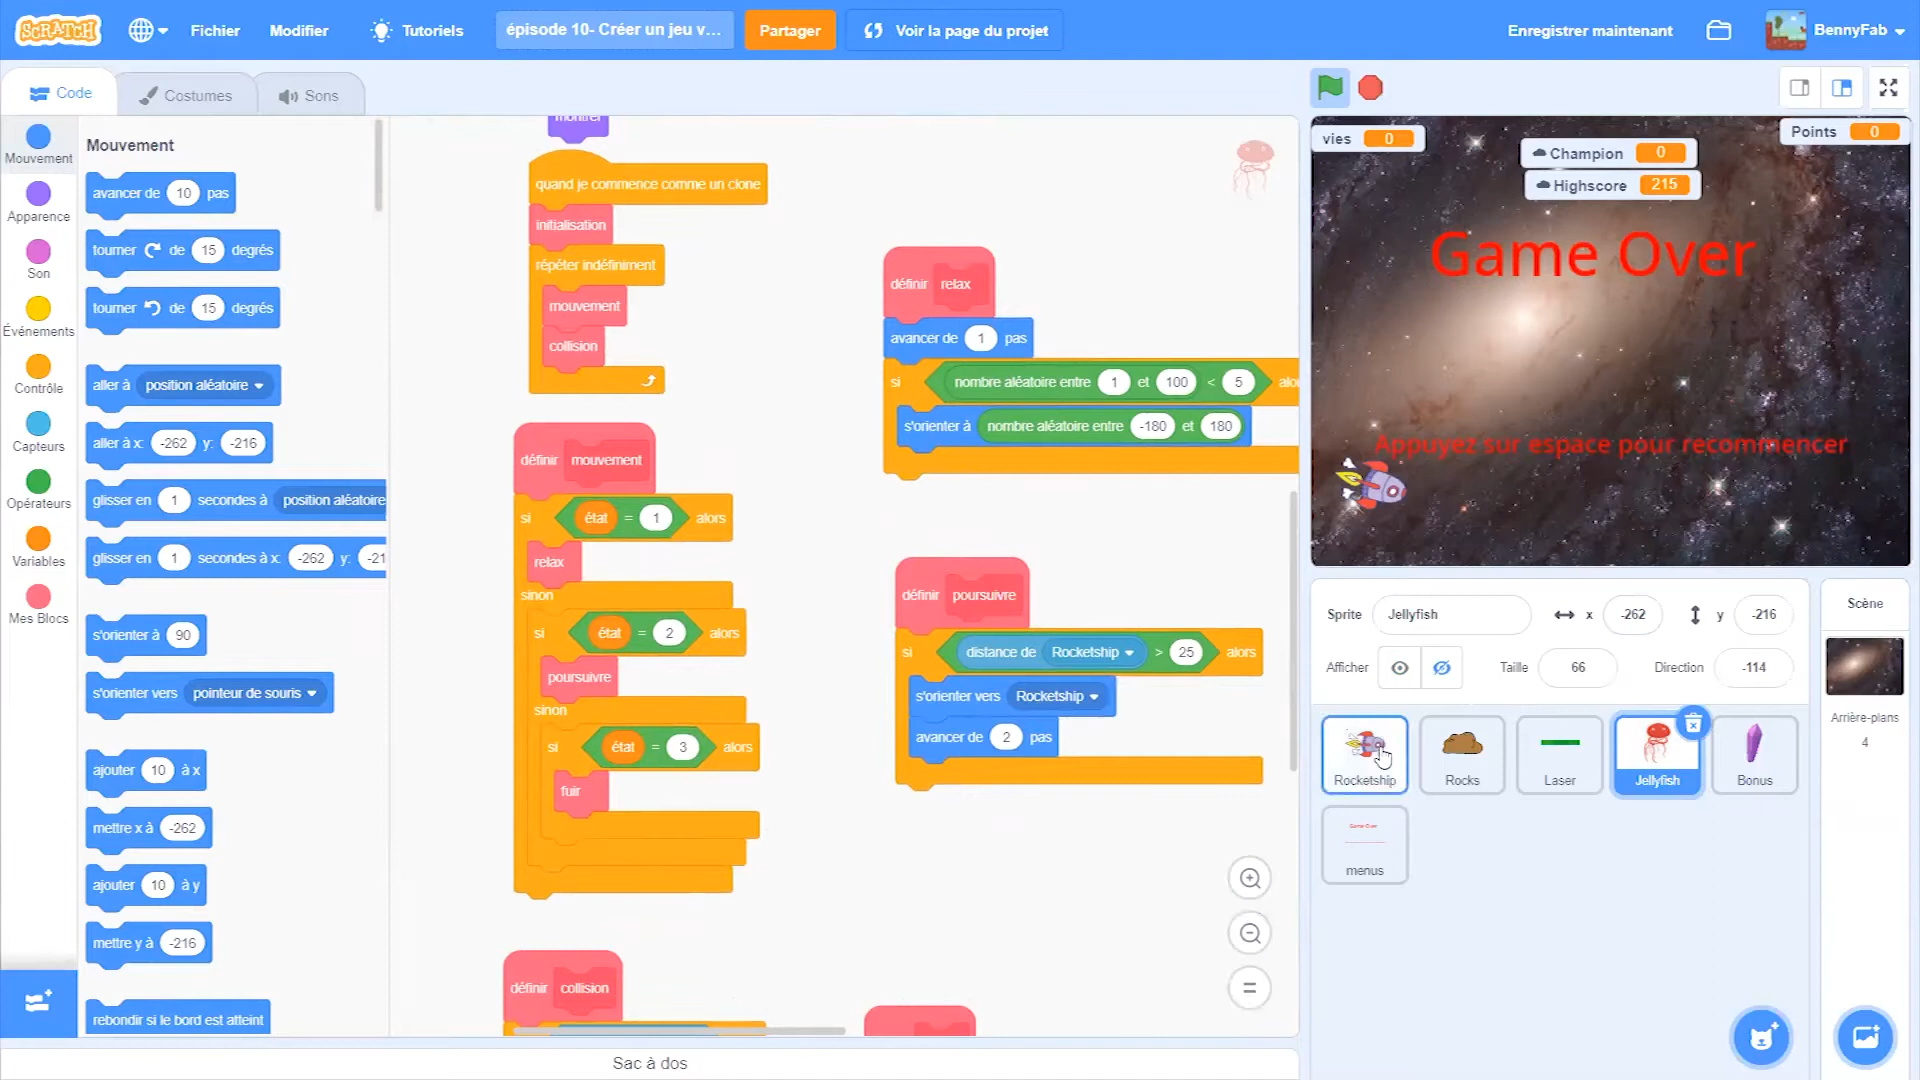 SCRATCH
Fichier
Modifier
Tutoriels
épisode 10- Créer un jeu v...
Partager
Voir la page du projet
Enregistrer maintenant
BennyFab
Code
Costumes
Sons
Mouvement
Apparence
Son
Événements
Contrôle
Capteurs
Opérateurs
Variables
Mes Blocs
Mouvement
avancer de 10 pas
tourner de 15 degrés
tourner de 15 degrés
aller à position aléatoire
aller à x: -262 y: -216
glisser en 1 secondes à position aléatoire
glisser en 1 secondes à x: -262 y: -21
s'orienter à 90
s'orienter vers pointeur de souris
ajouter 10 à x
mettre x à -262
ajouter 10 à y
mettre y à -216
rebondir si le bord est atteint
montrer
quand je commence comme un clone
initialisation
répéter indéfiniment
mouvement
collision
définir mouvement
si état = 1 alors
relax
sinon
si état = 2 alors
poursuivre
sinon
si état = 3 alors
fuir
définir collision
définir relax
avancer de 1 pas
si nombre aléatoire entre 1 et 100 < 5 alo
s'orienter à nombre aléatoire entre -180 et 180
définir poursuivre
si distance de Rocketship > 25 alors
s'orienter vers Rocketship
avancer de 2 pas
Sac à dos
vies 0
Points 0
Champion 0
Highscore 215
Game Over
Appuyez sur espace pour recommencer
Sprite Jellyfish x -262 y -216
Afficher Taille 66 Direction -114
Rocketship
Rocks
Laser
Jellyfish
Bonus
Game Over
menus
Scène
Arrière-plans
4